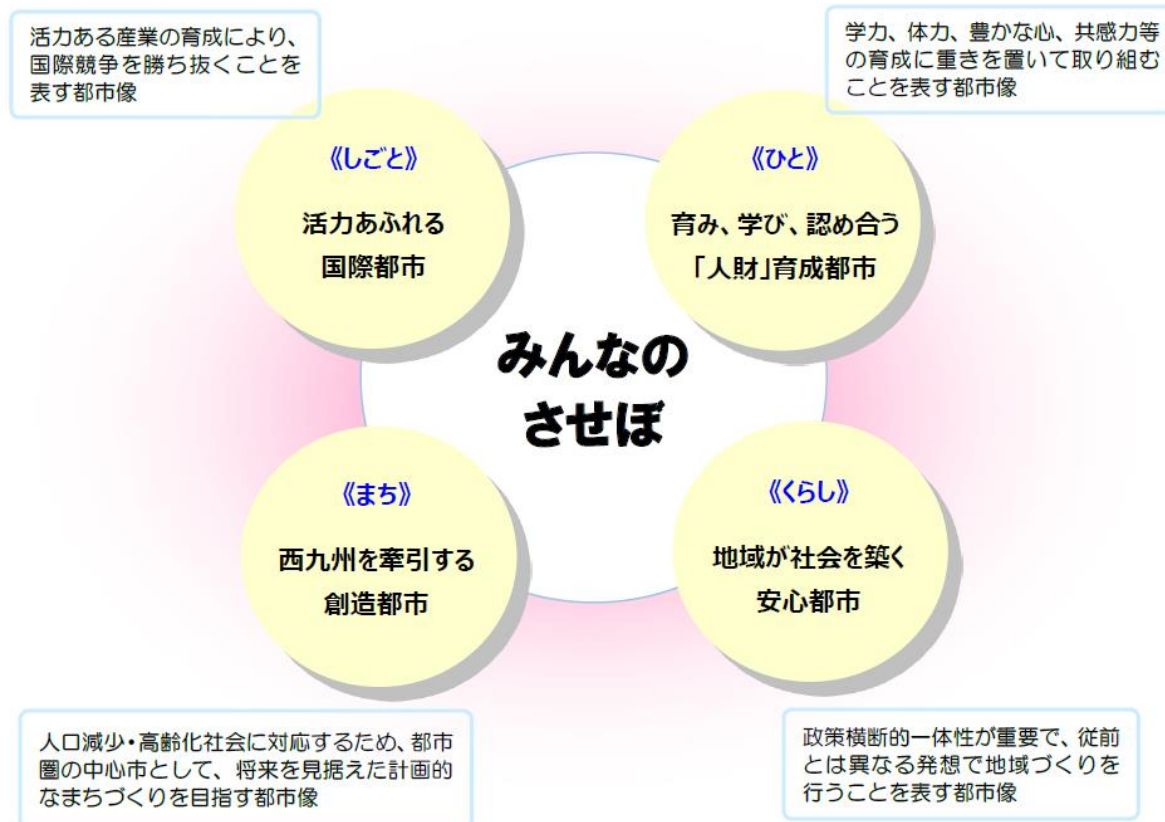 活力ある産業の育成により、
国際競争を勝ち抜くことを
表す都市像
学力、体力、豊かな心、共感力等
の育成に重きを置いて取り組む
ことを表す都市像
《しごと》
活力あふれる
国際都市
《ひと》
育み、学び、認め合う
「人財」育成都市
みんなの
させぼ
《まち》
西九州を牽引する
創造都市
《くらし》
地域が社会を築く
安心都市
人口減少・高齢化社会に対応するため、都市
圏の中心市として、将来を見据えた計画的
なまちづくりを目指す都市像
政策横断的一体性が重要で、従前
とは異なる発想で地域づくりを
行うことを表す都市像